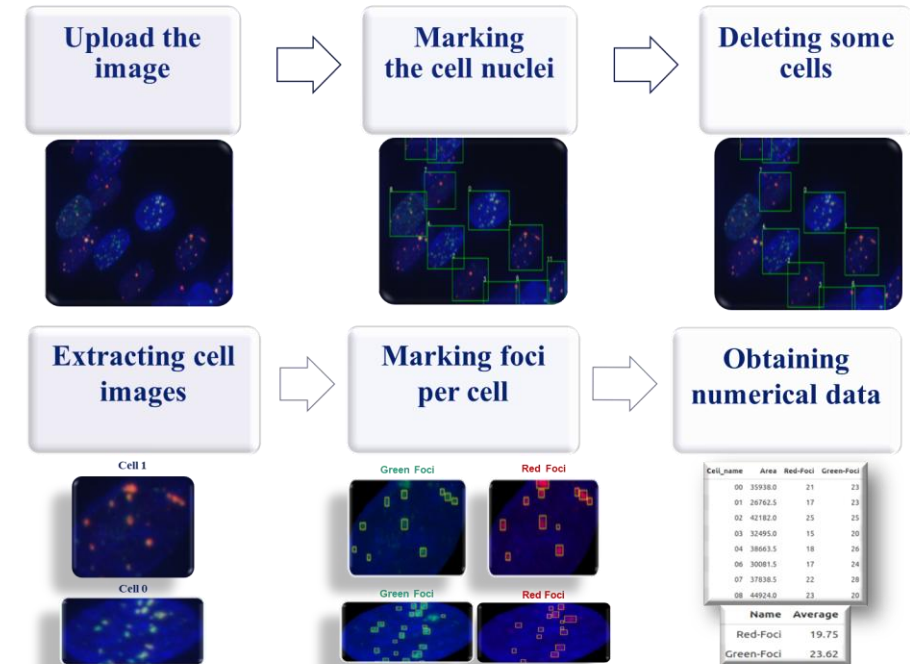 Upload the
image
Marking
the cell nuclei
Deleting some
cells
Extracting cell
images
Marking foci
per cell
Obtaining
numerical data
Cell 1
Cell 0
Green Foci
Red Foci
Green Foci
Red Foci
Cell_name Area Red-Foci Green-Foci
00 35938.0 21 23
01 26762.5 17 23
02 42182.0 25 25
03 32495.0 15 20
04 38663.5 18 26
06 30081.5 17 24
07 37838.5 22 28
08 44924.0 23 20
Name Average
Red-Foci 19.75
Green-Foci 23.62